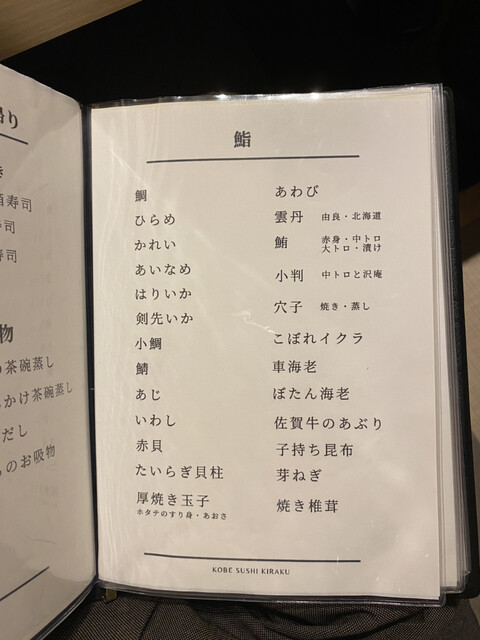 き
寿司
司
寿司
物
茶碗蒸し
かけ茶碗蒸し
だし
のお吸物
鮨
鯛
ひらめ
かれい
あいなめ
はりいか
剣先いか
小鯛
鯖
あじ
いわし
赤貝
たいらぎ貝柱
厚焼き玉子
ホタテのすり身・あおさ
あわび
雲丹 由良・北海道
鮪 赤身・中トロ
大トロ・漬け
小判 中トロと沢庵
穴子 焼き・蒸し
こぼれイクラ
車海老
ぼたん海老
佐賀牛のあぶり
子持ち昆布
芽ねぎ
焼き椎茸
KOBE SUSHI KIRAKU